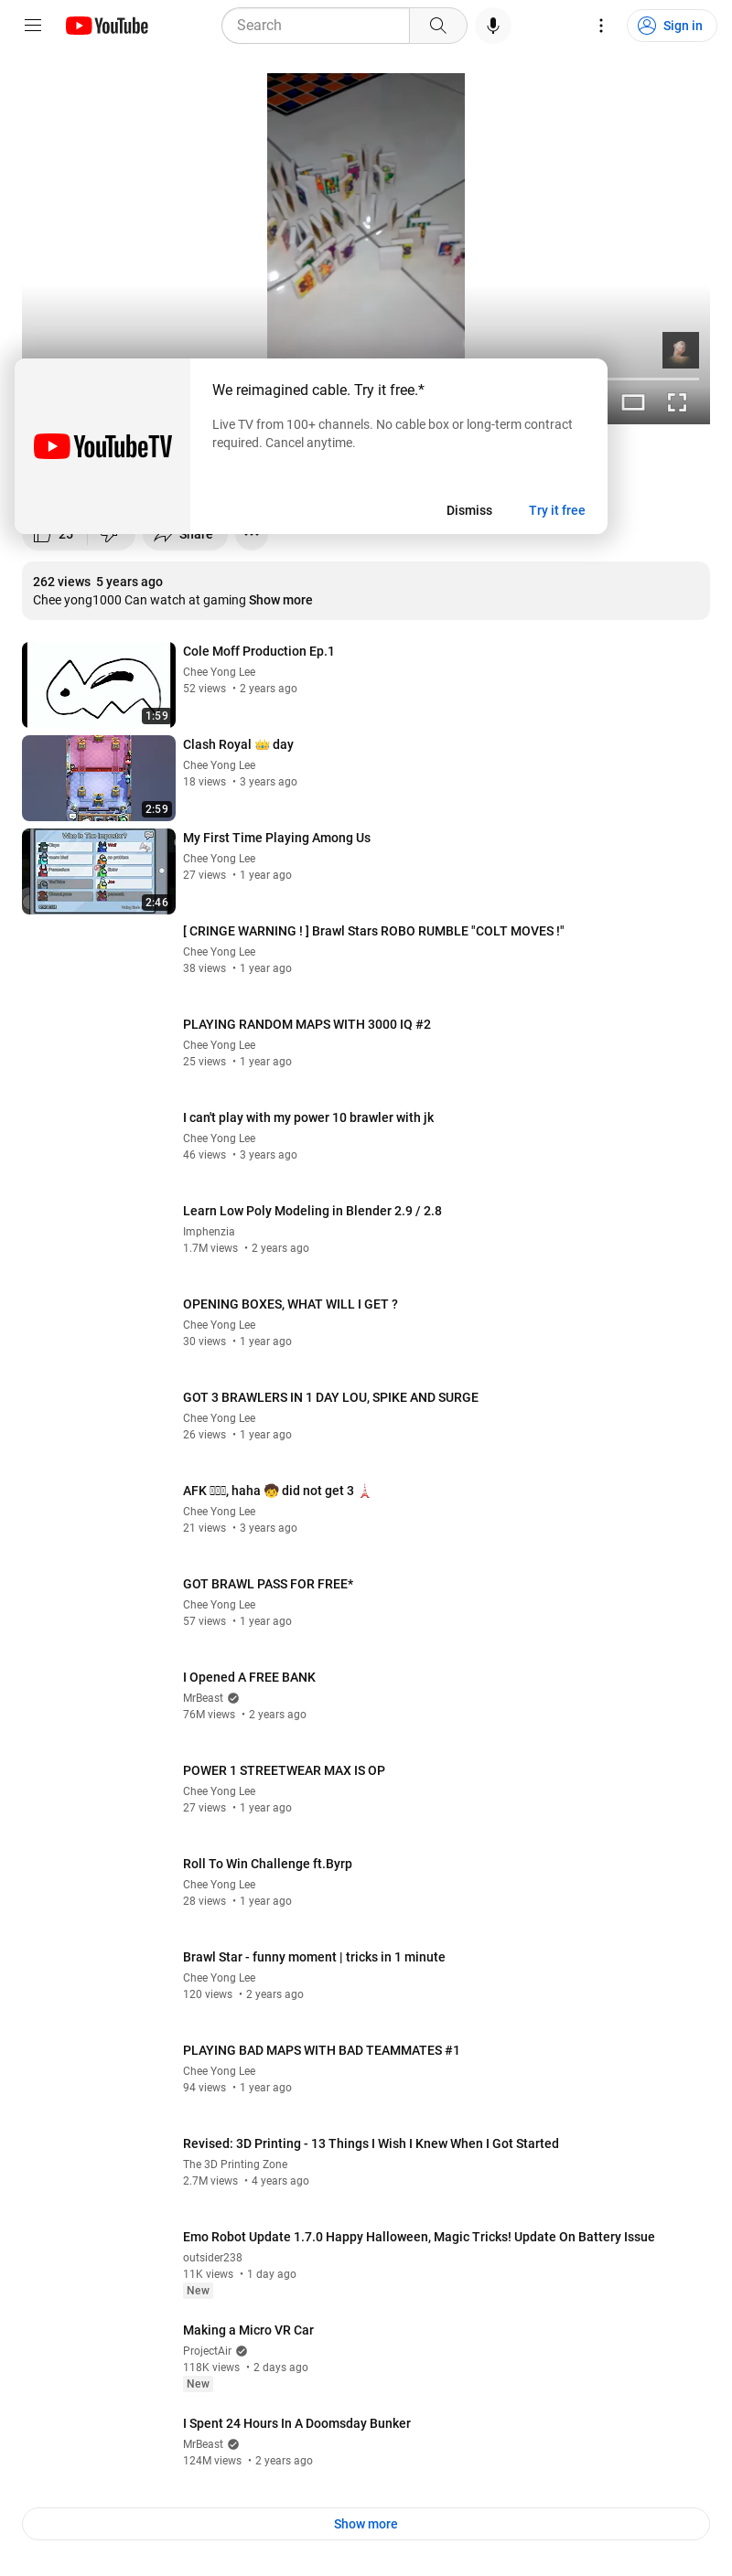 YouTube
Search
Sign in
YouTubeTV
We reimagined cable. Try it free.*
Live TV from 100+ channels. No cable box or long-term contract
required. Cancel anytime.
Dismiss
Try it free
25
Share
262 views 5 years ago
Chee yong1000 Can watch at gaming Show more
1:59
Cole Moff Production Ep.1
Chee Yong Lee
52 views • 2 years ago
2:59
Clash Royal 👑 day
Chee Yong Lee
18 views • 3 years ago
Who Is The Impostor?
2:46
My First Time Playing Among Us
Chee Yong Lee
27 views • 1 year ago
[ CRINGE WARNING ! ] Brawl Stars ROBO RUMBLE "COLT MOVES !"
Chee Yong Lee
38 views • 1 year ago
PLAYING RANDOM MAPS WITH 3000 IQ #2
Chee Yong Lee
25 views • 1 year ago
I can't play with my power 10 brawler with jk
Chee Yong Lee
46 views • 3 years ago
Learn Low Poly Modeling in Blender 2.9 / 2.8
Imphenzia
1.7M views • 2 years ago
OPENING BOXES, WHAT WILL I GET ?
Chee Yong Lee
30 views • 1 year ago
GOT 3 BRAWLERS IN 1 DAY LOU, SPIKE AND SURGE
Chee Yong Lee
26 views • 1 year ago
AFK , haha 🧒 did not get 3 🗼
Chee Yong Lee
21 views • 3 years ago
GOT BRAWL PASS FOR FREE*
Chee Yong Lee
57 views • 1 year ago
I Opened A FREE BANK
MrBeast
76M views • 2 years ago
POWER 1 STREETWEAR MAX IS OP
Chee Yong Lee
27 views • 1 year ago
Roll To Win Challenge ft.Byrp
Chee Yong Lee
28 views • 1 year ago
Brawl Star - funny moment | tricks in 1 minute
Chee Yong Lee
120 views • 2 years ago
PLAYING BAD MAPS WITH BAD TEAMMATES #1
Chee Yong Lee
94 views • 1 year ago
Revised: 3D Printing - 13 Things I Wish I Knew When I Got Started
The 3D Printing Zone
2.7M views • 4 years ago
Emo Robot Update 1.7.0 Happy Halloween, Magic Tricks! Update On Battery Issue
outsider238
11K views • 1 day ago
New
Making a Micro VR Car
ProjectAir
118K views • 2 days ago
New
I Spent 24 Hours In A Doomsday Bunker
MrBeast
124M views • 2 years ago
Show more